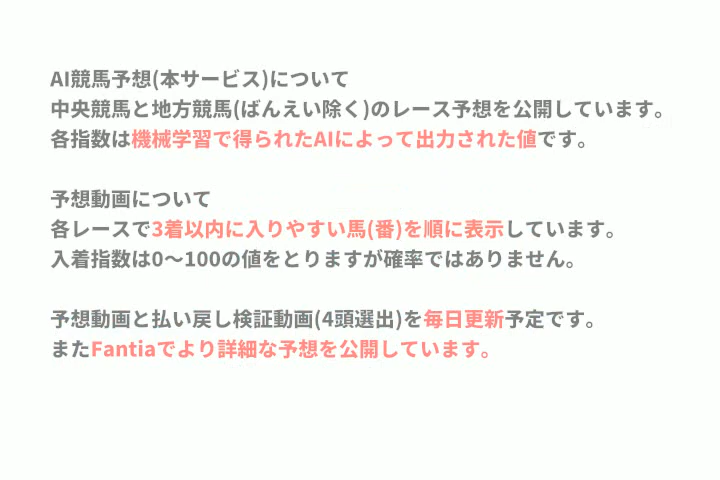 AI競馬予想(本サービス)について
中央競馬と地方競馬(ばんえい除く)のレース予想を公開しています。
各指数は機械学習で得られたAIによって出力された値です。
予想動画について
各レースで3着以内に入りやすい馬(番)を順に表示しています。
入着指数は0〜100の値をとりますが確率ではありません。
予想動画と払い戻し検証動画(4頭選出)を毎日更新予定です。
またFantiaでより詳細な予想を公開しています。